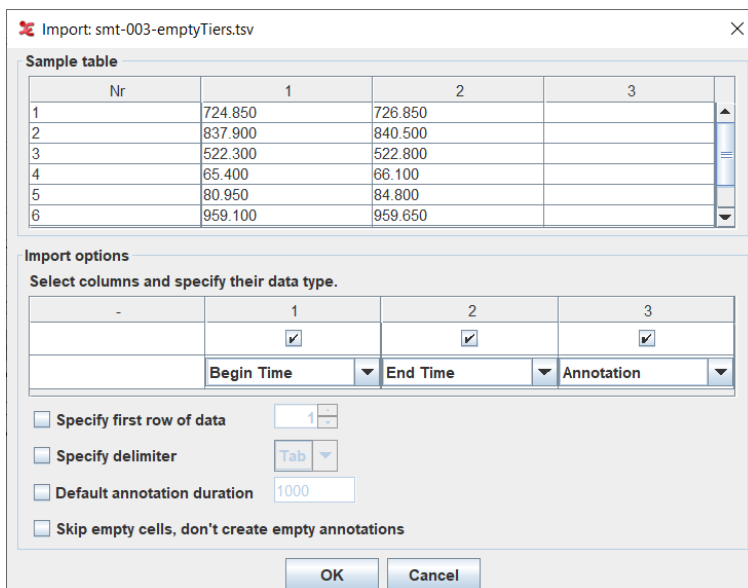 Import: smt-003-emptyTiers.tsv
Sample table
Nr 1 2 3
1 724.850 726.850
2 837.900 840.500
3 522.300 522.800
4 65.400 66.100
5 80.950 84.800
6 959.100 959.650
Import options
Select columns and specify their data type.
- 1 2 3
Begin Time End Time Annotation
Specify first row of data 1
Specify delimiter Tab
Default annotation duration 1000
Skip empty cells, don't create empty annotations
OK Cancel